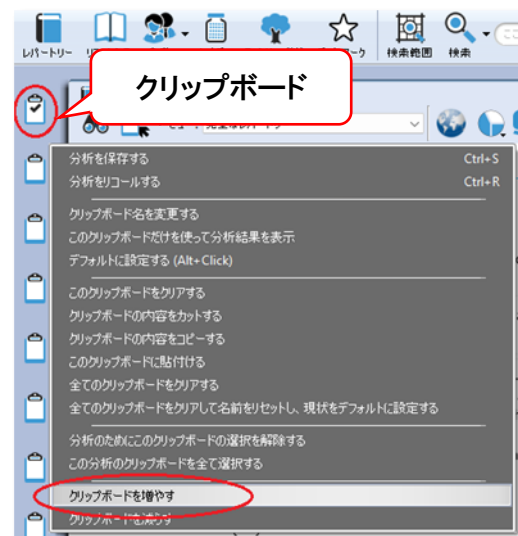 レパートリー
検索範囲
検索
クリップボード
分析を保存する Ctrl+S
分析をリコールする Ctrl+R
クリップボード名を変更する
このクリップボードだけを使って分析結果を表示
デフォルトに設定する (Alt+Click)
このクリップボードをクリアする
クリップボードの内容をカットする
クリップボードの内容をコピーする
このクリップボードに貼付ける
全てのクリップボードをクリアする
全てのクリップボードをクリアして名前をリセットし、現状をデフォルトに設定する
分析のためにこのクリップボードの選択を解除する
この分析のクリップボードを全て選択する
クリップボードを増やす
クリップボードを減らす